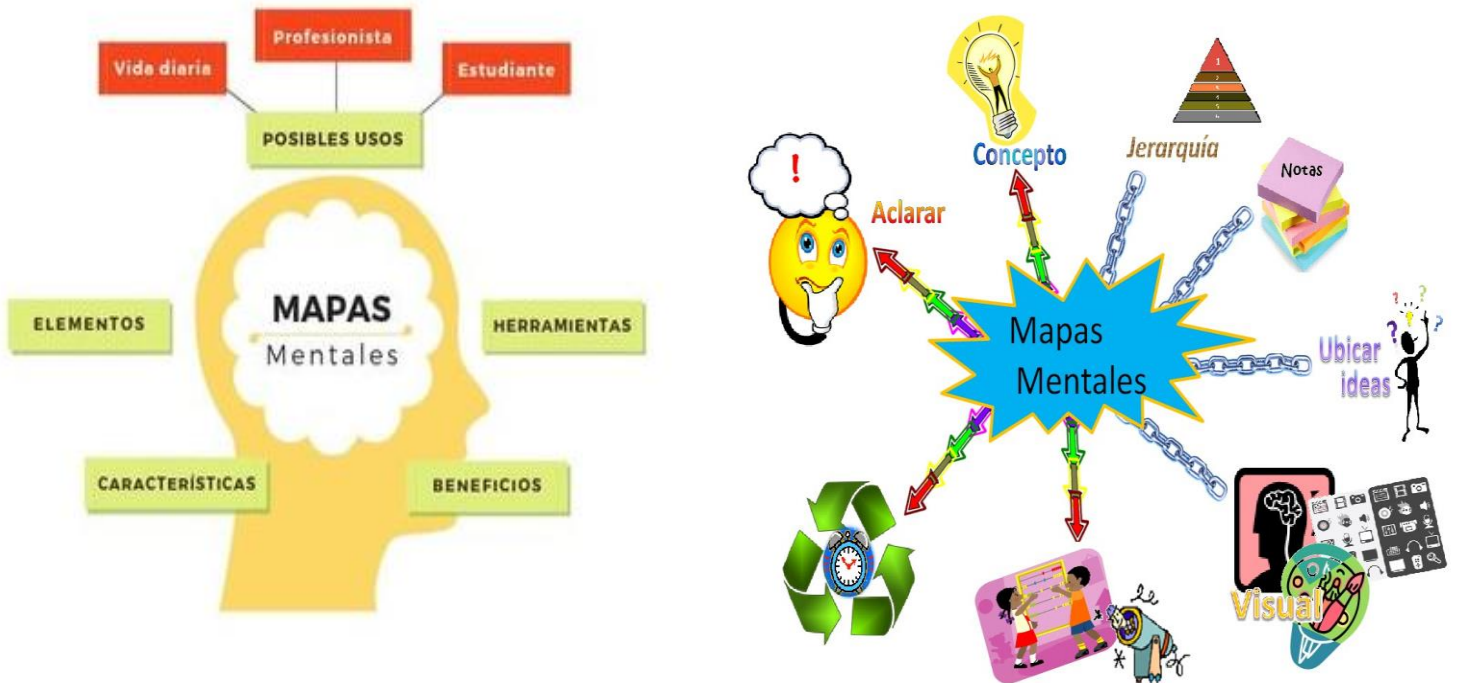 Profesionista
Vida diaria
Estudiante
POSIBLES USOS
MAPAS
Mentales
ELEMENTOS
HERRAMIENTAS
CARACTERÍSTICAS
BENEFICIOS
Concepto
Jerarquía
Notas
!
Aclarar
Mapas
Mentales
Ubicar
ideas
Visual